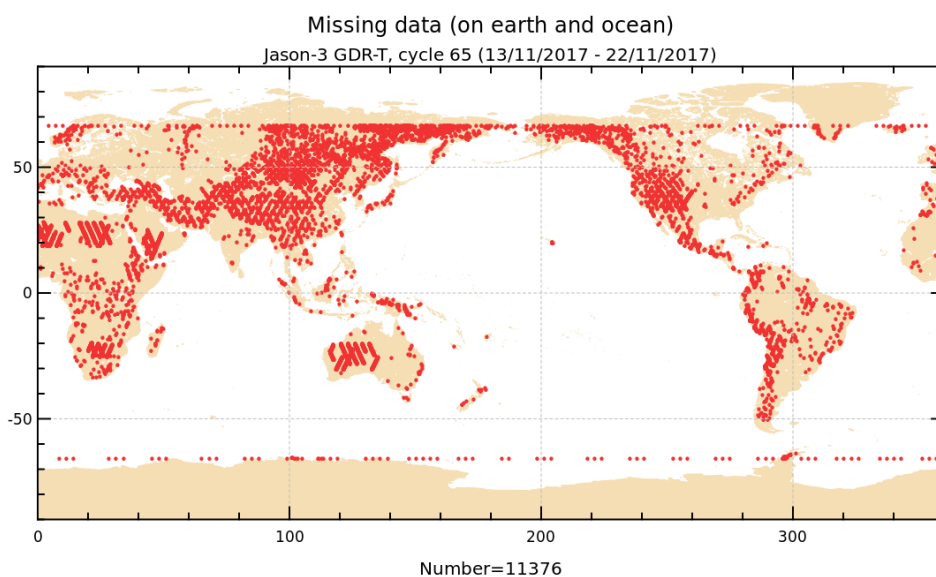 Missing data (on earth and ocean)
Jason-3 GDR-T, cycle 65 (13/11/2017 - 22/11/2017)
50
0
-50
0 100 200 300
Number=11376